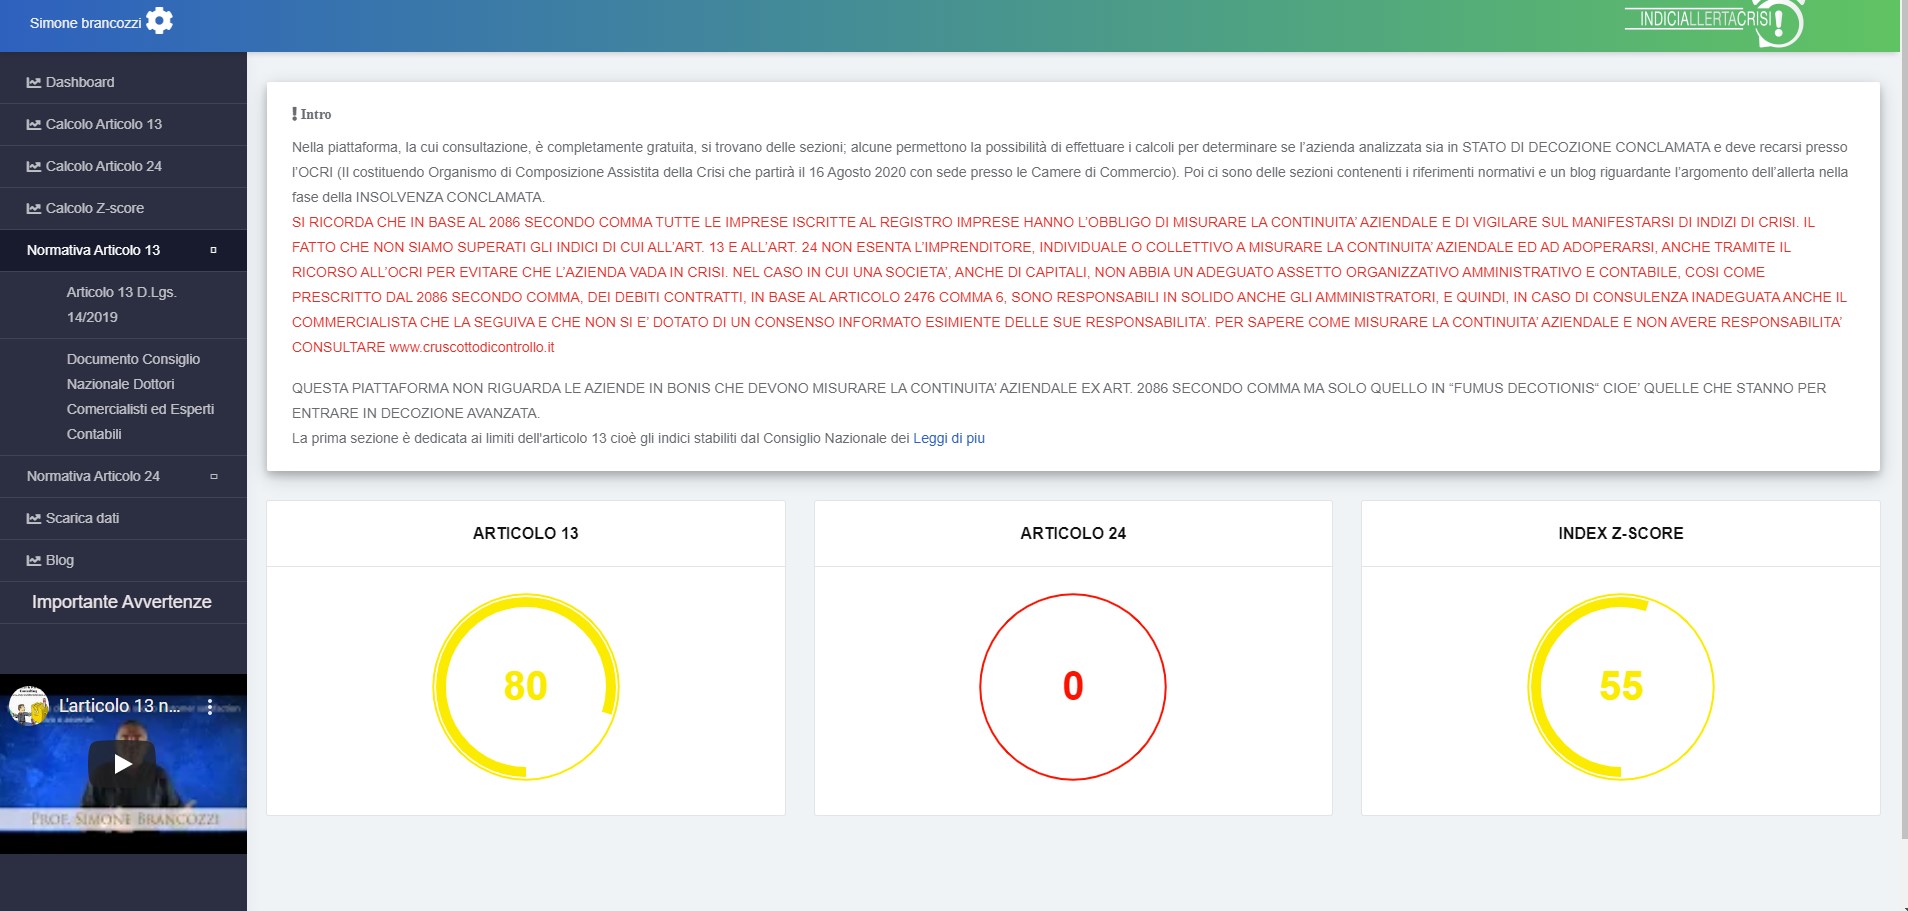 Simone brancozzi
INDICIALLERTACRISI
Dashboard
Calcolo Articolo 13
Calcolo Articolo 24
Calcolo Z-score
Normativa Articolo 13
Articolo 13 D.Lgs.
14/2019
Documento Consiglio
Nazionale Dottori
Comercialisti ed Esperti
Contabili
Normativa Articolo 24
Scarica dati
Blog
Importante Avvertenze
L'articolo 13 n...
PROF. SIMONE BRANCOZZI
Intro
Nella piattaforma, la cui consultazione, è completamente gratuita, si trovano delle sezioni; alcune permettono la possibilità di effettuare i calcoli per determinare se l'azienda analizzata sia in STATO DI DECOZIONE CONCLAMATA e deve recarsi presso
l'OCRI (Il costituendo Organismo di Composizione Assistita della Crisi che partirà il 16 Agosto 2020 con sede presso le Camere di Commercio). Poi ci sono delle sezioni contenenti i riferimenti normativi e un blog riguardante l'argomento dell'allerta nella
fase della INSOLVENZA CONCLAMATA.
SI RICORDA CHE IN BASE AL 2086 SECONDO COMMA TUTTE LE IMPRESE ISCRITTE AL REGISTRO IMPRESE HANNO L'OBBLIGO DI MISURARE LA CONTINUITA' AZIENDALE E DI VIGILARE SUL MANIFESTARSI DI INDIZI DI CRISI. IL
FATTO CHE NON SIAMO SUPERATI GLI INDICI DI CUI ALL'ART. 13 E ALL'ART. 24 NON ESENTA L'IMPRENDITORE, INDIVIDUALE O COLLETTIVO A MISURARE LA CONTINUITA' AZIENDALE ED AD ADOPERARSI, ANCHE TRAMITE IL
RICORSO ALL'OCRI PER EVITARE CHE L'AZIENDA VADA IN CRISI. NEL CASO IN CUI UNA SOCIETA', ANCHE DI CAPITALI, NON ABBIA UN ADEGUATO ASSETTO ORGANIZZATIVO AMMINISTRATIVO E CONTABILE, COSI COME
PRESCRITTO DAL 2086 SECONDO COMMA, DEI DEBITI CONTRATTI, IN BASE AL ARTICOLO 2476 COMMA 6, SONO RESPONSABILI IN SOLIDO ANCHE GLI AMMINISTRATORI, E QUINDI, IN CASO DI CONSULENZA INADEGUATA ANCHE IL
COMMERCIALISTA CHE LA SEGUIVA E CHE NON SI E' DOTATO DI UN CONSENSO INFORMATO ESIMIENTE DELLE SUE RESPONSABILITA'. PER SAPERE COME MISURARE LA CONTINUITA' AZIENDALE E NON AVERE RESPONSABILITA'
CONSULTARE www.cruscottodicontrollo.it
QUESTA PIATTAFORMA NON RIGUARDA LE AZIENDE IN BONIS CHE DEVONO MISURARE LA CONTINUITA' AZIENDALE EX ART. 2086 SECONDO COMMA MA SOLO QUELLO IN "FUMUS DECOTIONIS" CIOE' QUELLE CHE STANNO PER
ENTRARE IN DECOZIONE AVANZATA.
La prima sezione è dedicata ai limiti dell'articolo 13 cioè gli indici stabiliti dal Consiglio Nazionale dei Leggi di piu
ARTICOLO 13
80
ARTICOLO 24
0
INDEX Z-SCORE
55